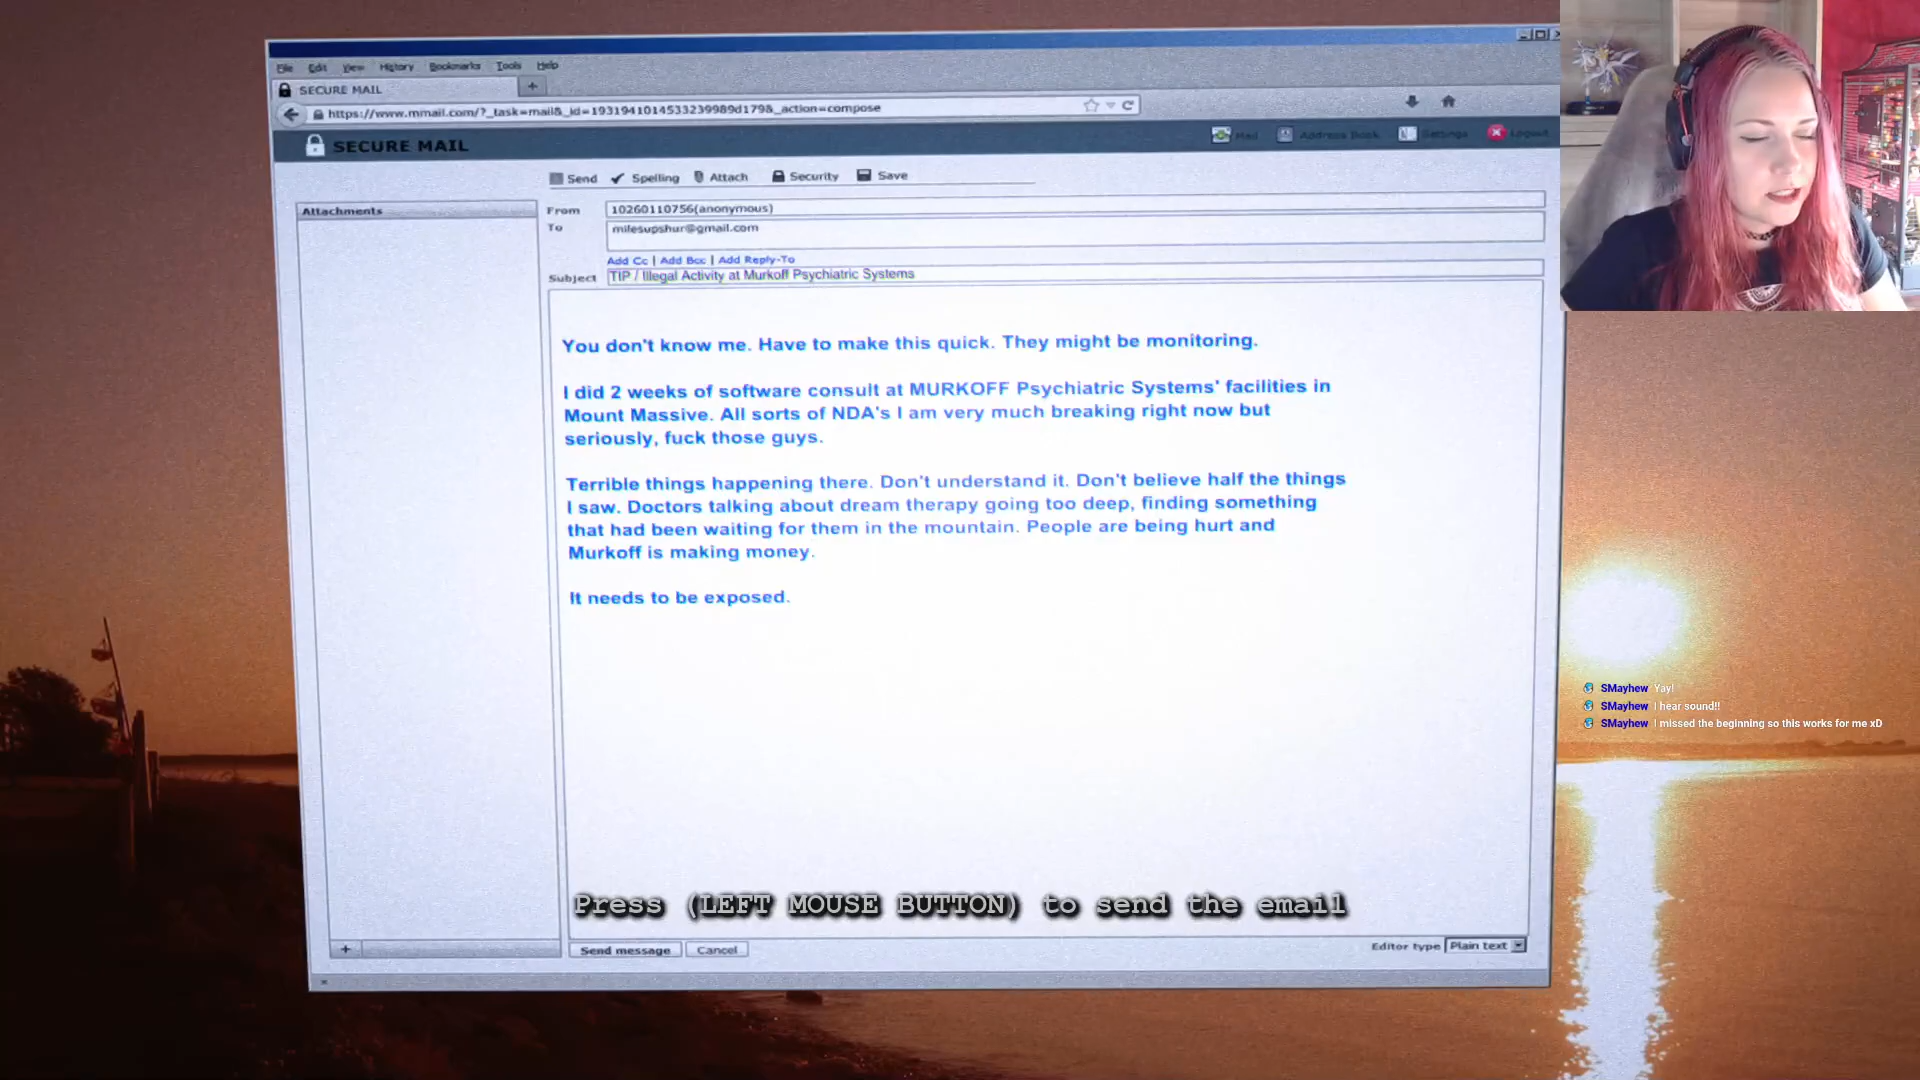 File Edit View History Bookmarks Tools Help
SECURE MAIL +
https://www.mmail.com/?_task=mail&_id=1931941014533239989d179&_action=compose
SECURE MAIL
Mail Address Book Settings Logout
Send Spelling Attach Security Save
Attachments
From 10260110756(anonymous)
To milesupshur@gmail.com
Add Cc | Add Bcc | Add Reply-To
Subject TIP / Illegal Activity at Murkoff Psychiatric Systems
You don't know me. Have to make this quick. They might be monitoring.
I did 2 weeks of software consult at MURKOFF Psychiatric Systems' facilities in
Mount Massive. All sorts of NDA's I am very much breaking right now but
seriously, fuck those guys.
Terrible things happening there. Don't understand it. Don't believe half the things
I saw. Doctors talking about dream therapy going too deep, finding something
that had been waiting for them in the mountain. People are being hurt and
Murkoff is making money.
It needs to be exposed.
SMayhew Yay!
SMayhew I hear sound!!
SMayhew I missed the beginning so this works for me xD
Press (LEFT MOUSE BUTTON) to send the email
+ Send message Cancel Editor type Plain text